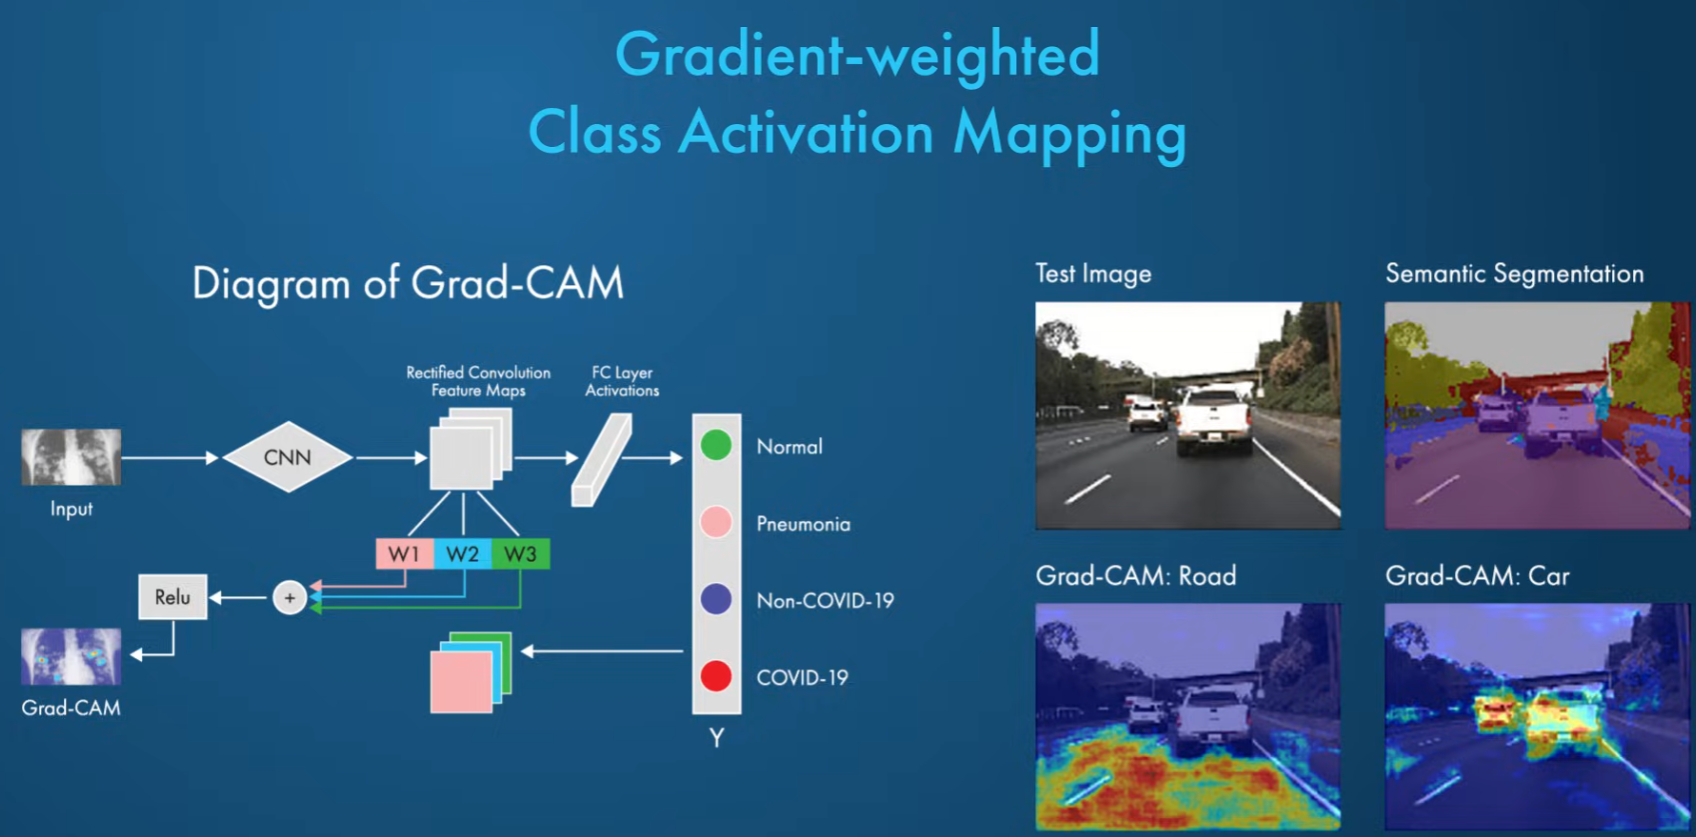 Gradient-weighted
Class Activation Mapping
Diagram of Grad-CAM
Rectified Convolution
Feature Maps
FC Layer
Activations
CNN
Input
Normal
Pneumonia
Non-COVID-19
COVID-19
Y
W1 W2 W3
+
Relu
Grad-CAM
Test Image
Semantic Segmentation
Grad-CAM: Road
Grad-CAM: Car